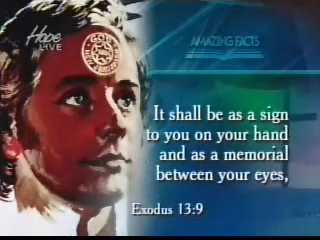 Hope
LIVE
GOD
AMAZING FACTS
It shall be as a sign
to you on your hand
and as a memorial
between your eyes,
Exodus 13:9